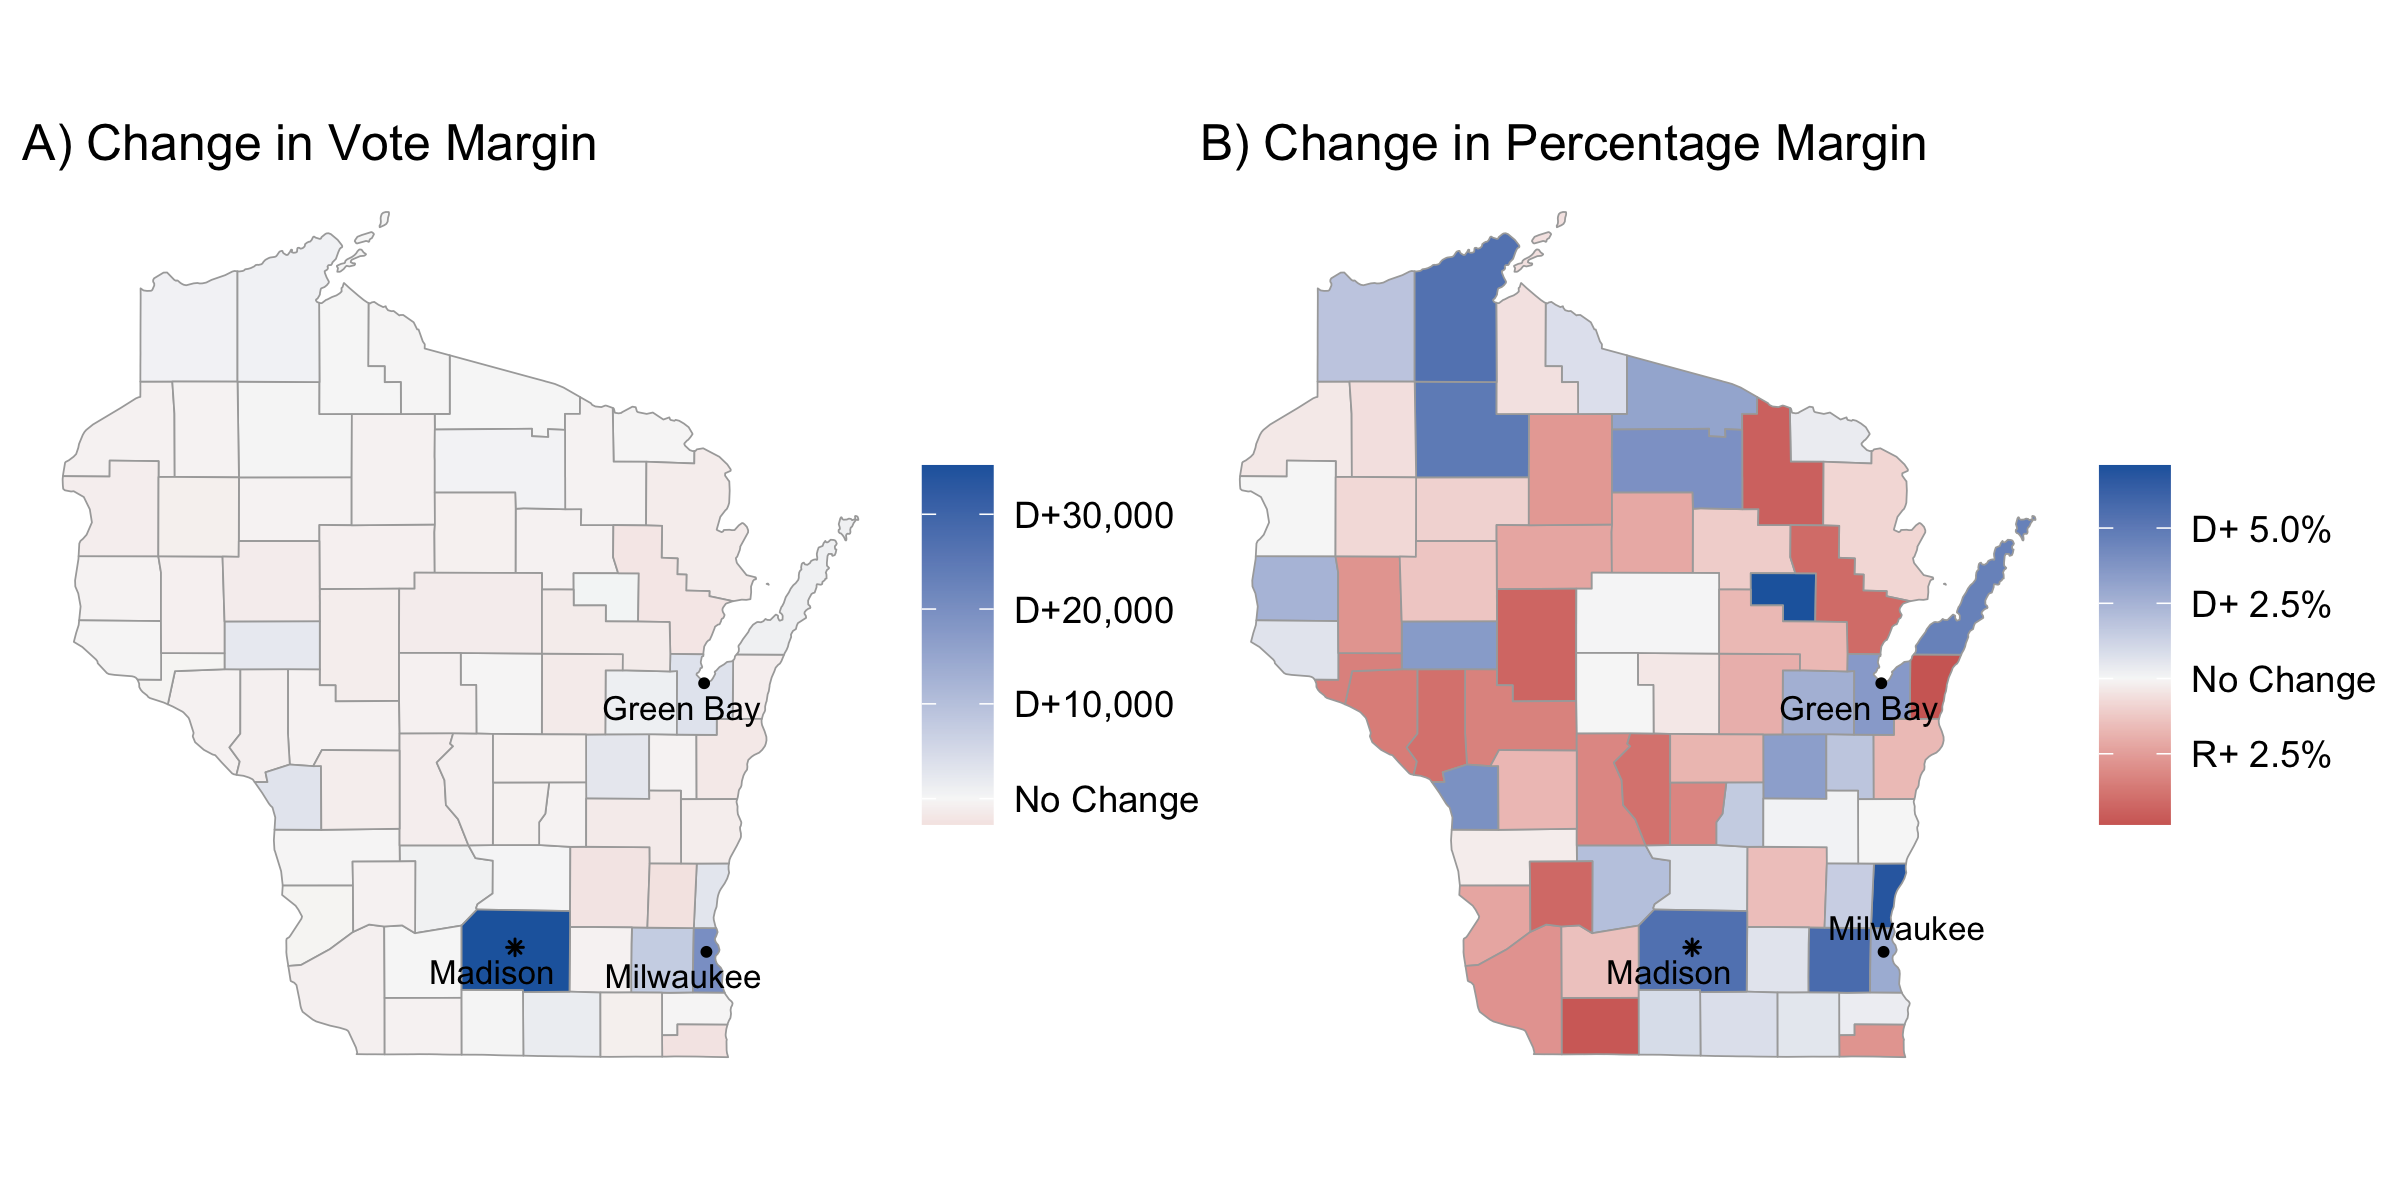 A) Change in Vote Margin
Green Bay
Madison
Milwaukee
D+30,000
D+20,000
D+10,000
No Change
B) Change in Percentage Margin
Green Bay
Milwaukee
Madison
D+ 5.0%
D+ 2.5%
No Change
R+ 2.5%